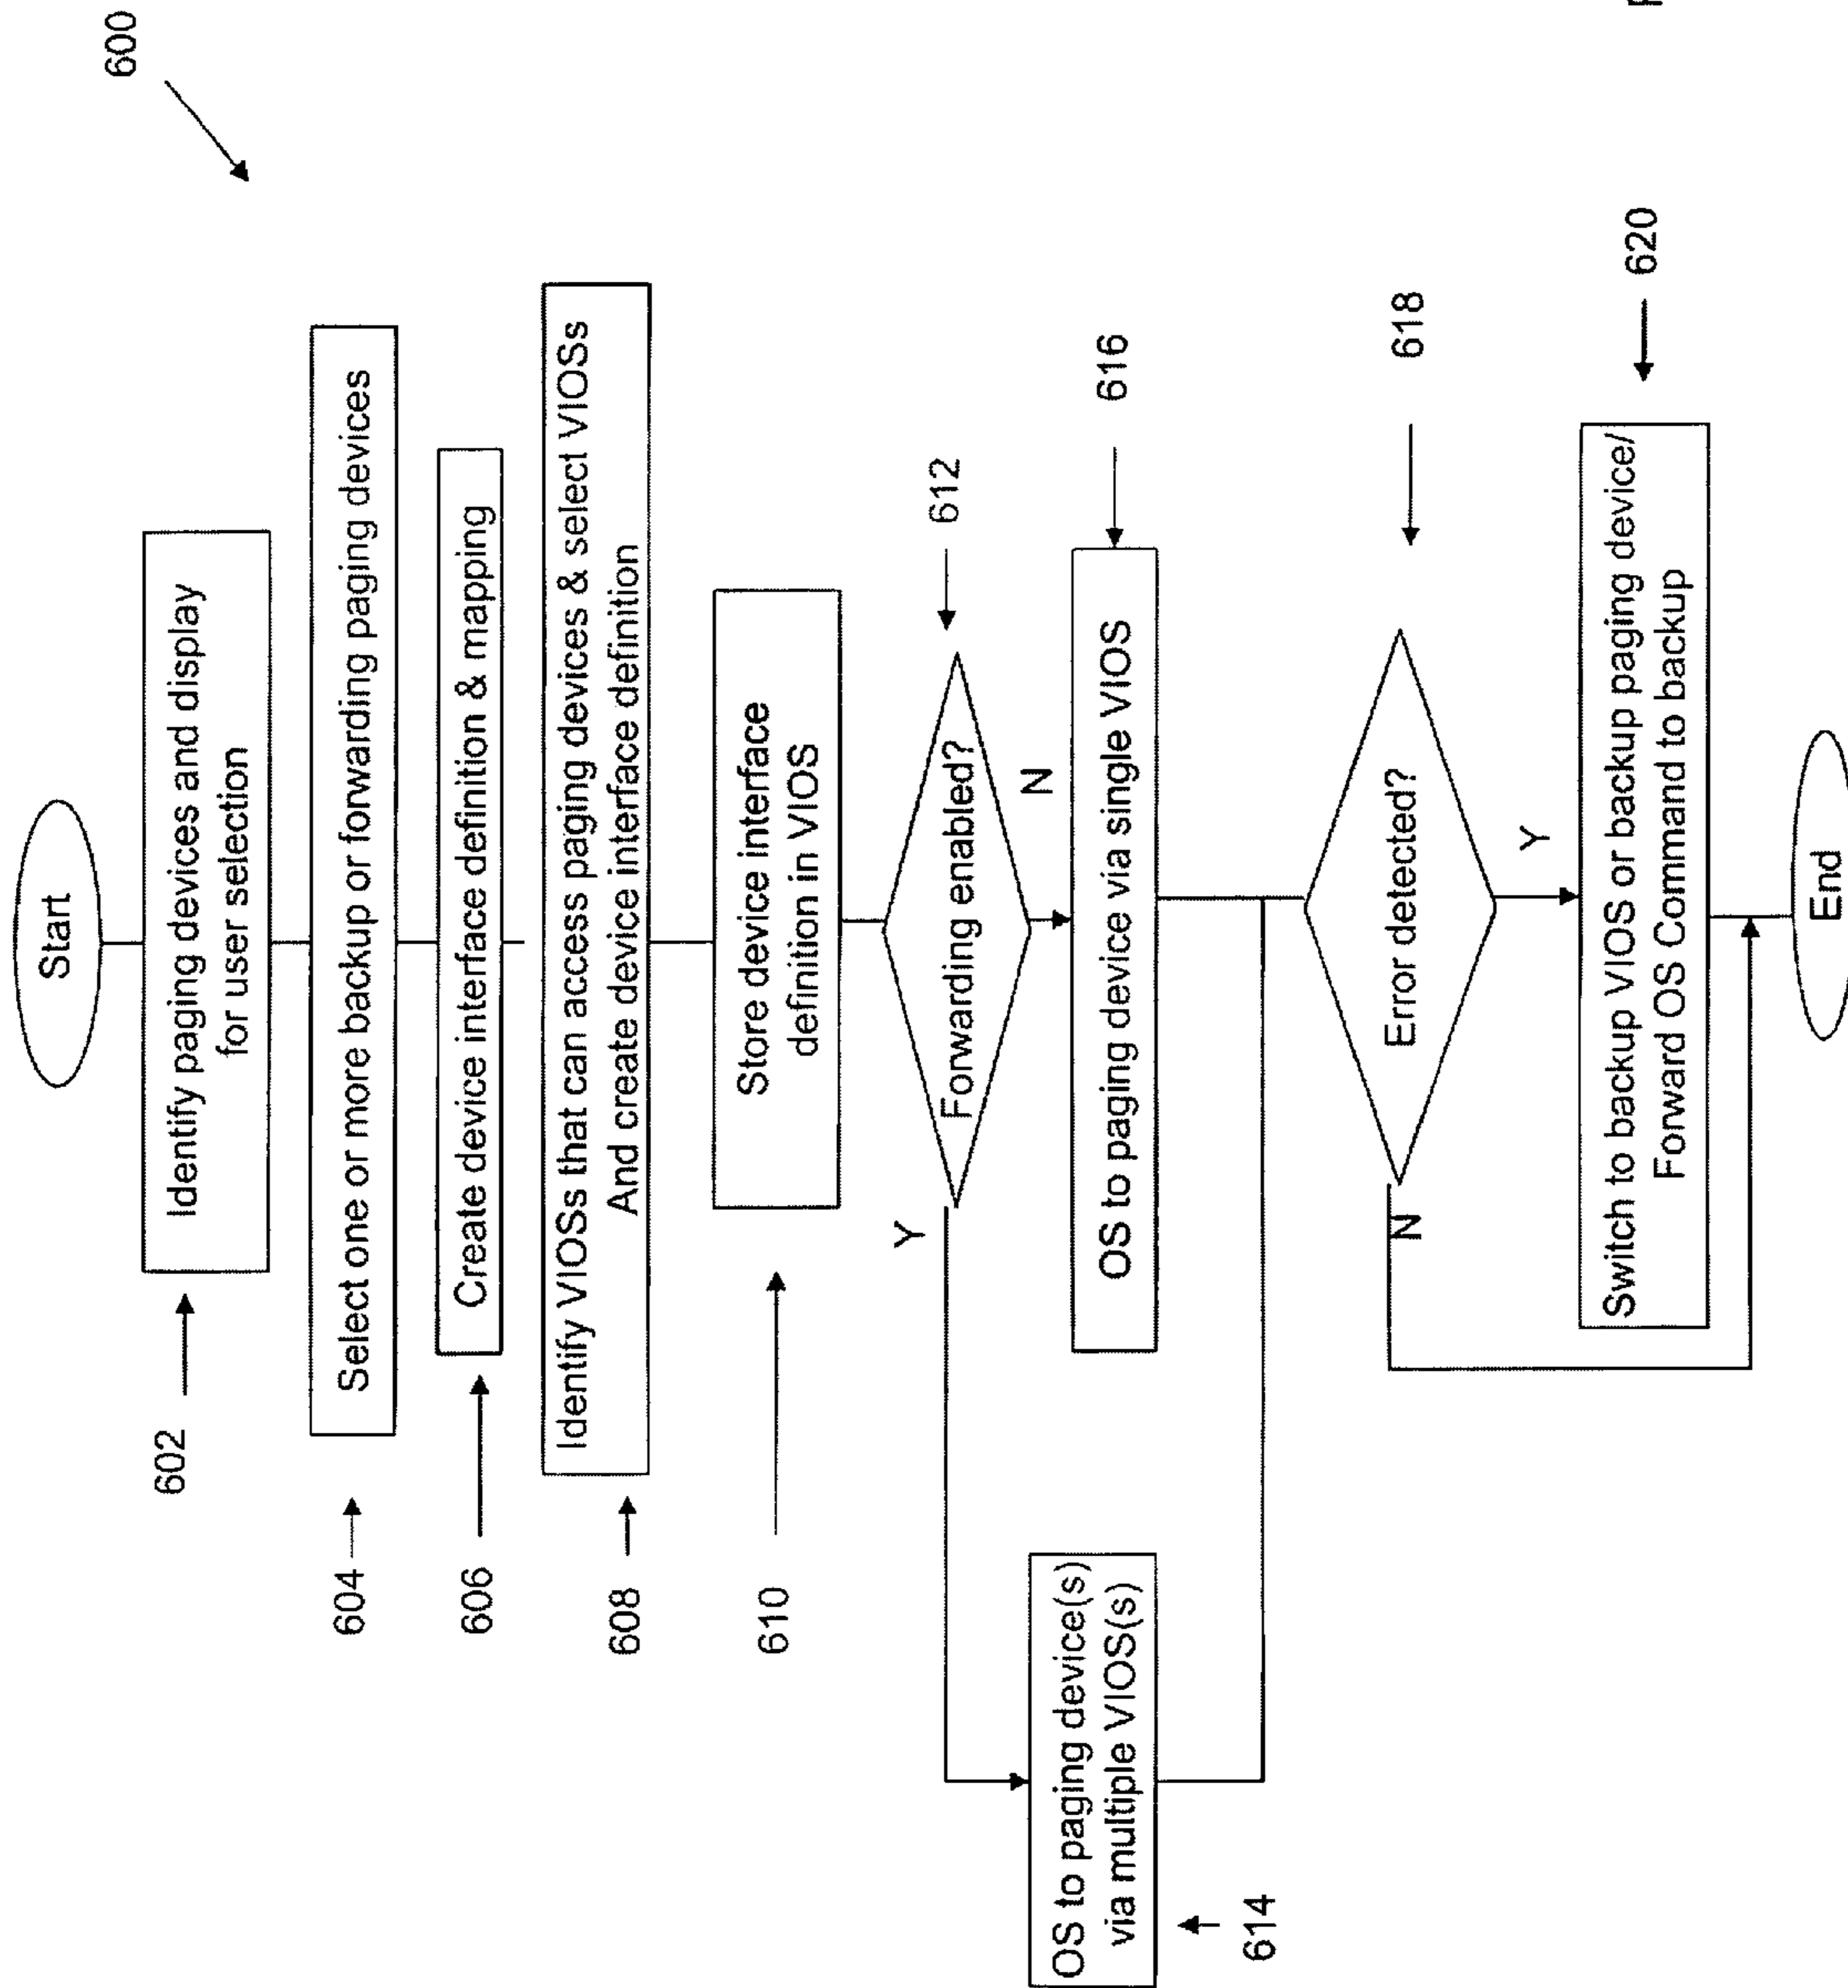 600
Start
602
Identify paging devices and display
for user selection
604
Select one or more backup or forwarding paging devices
606
Create device interface definition & mapping
608
Identify VIOSs that can access paging devices & select VIOSs
And create device interface definition
610
Store device interface
definition in VIOS
612
Forwarding enabled?
Y
N
614
OS to paging device(s)
via multiple VIOS(s)
616
OS to paging device via single VIOS
618
Error detected?
N
Y
620
Switch to backup VIOS or backup paging device/
Forward OS Command to backup
End